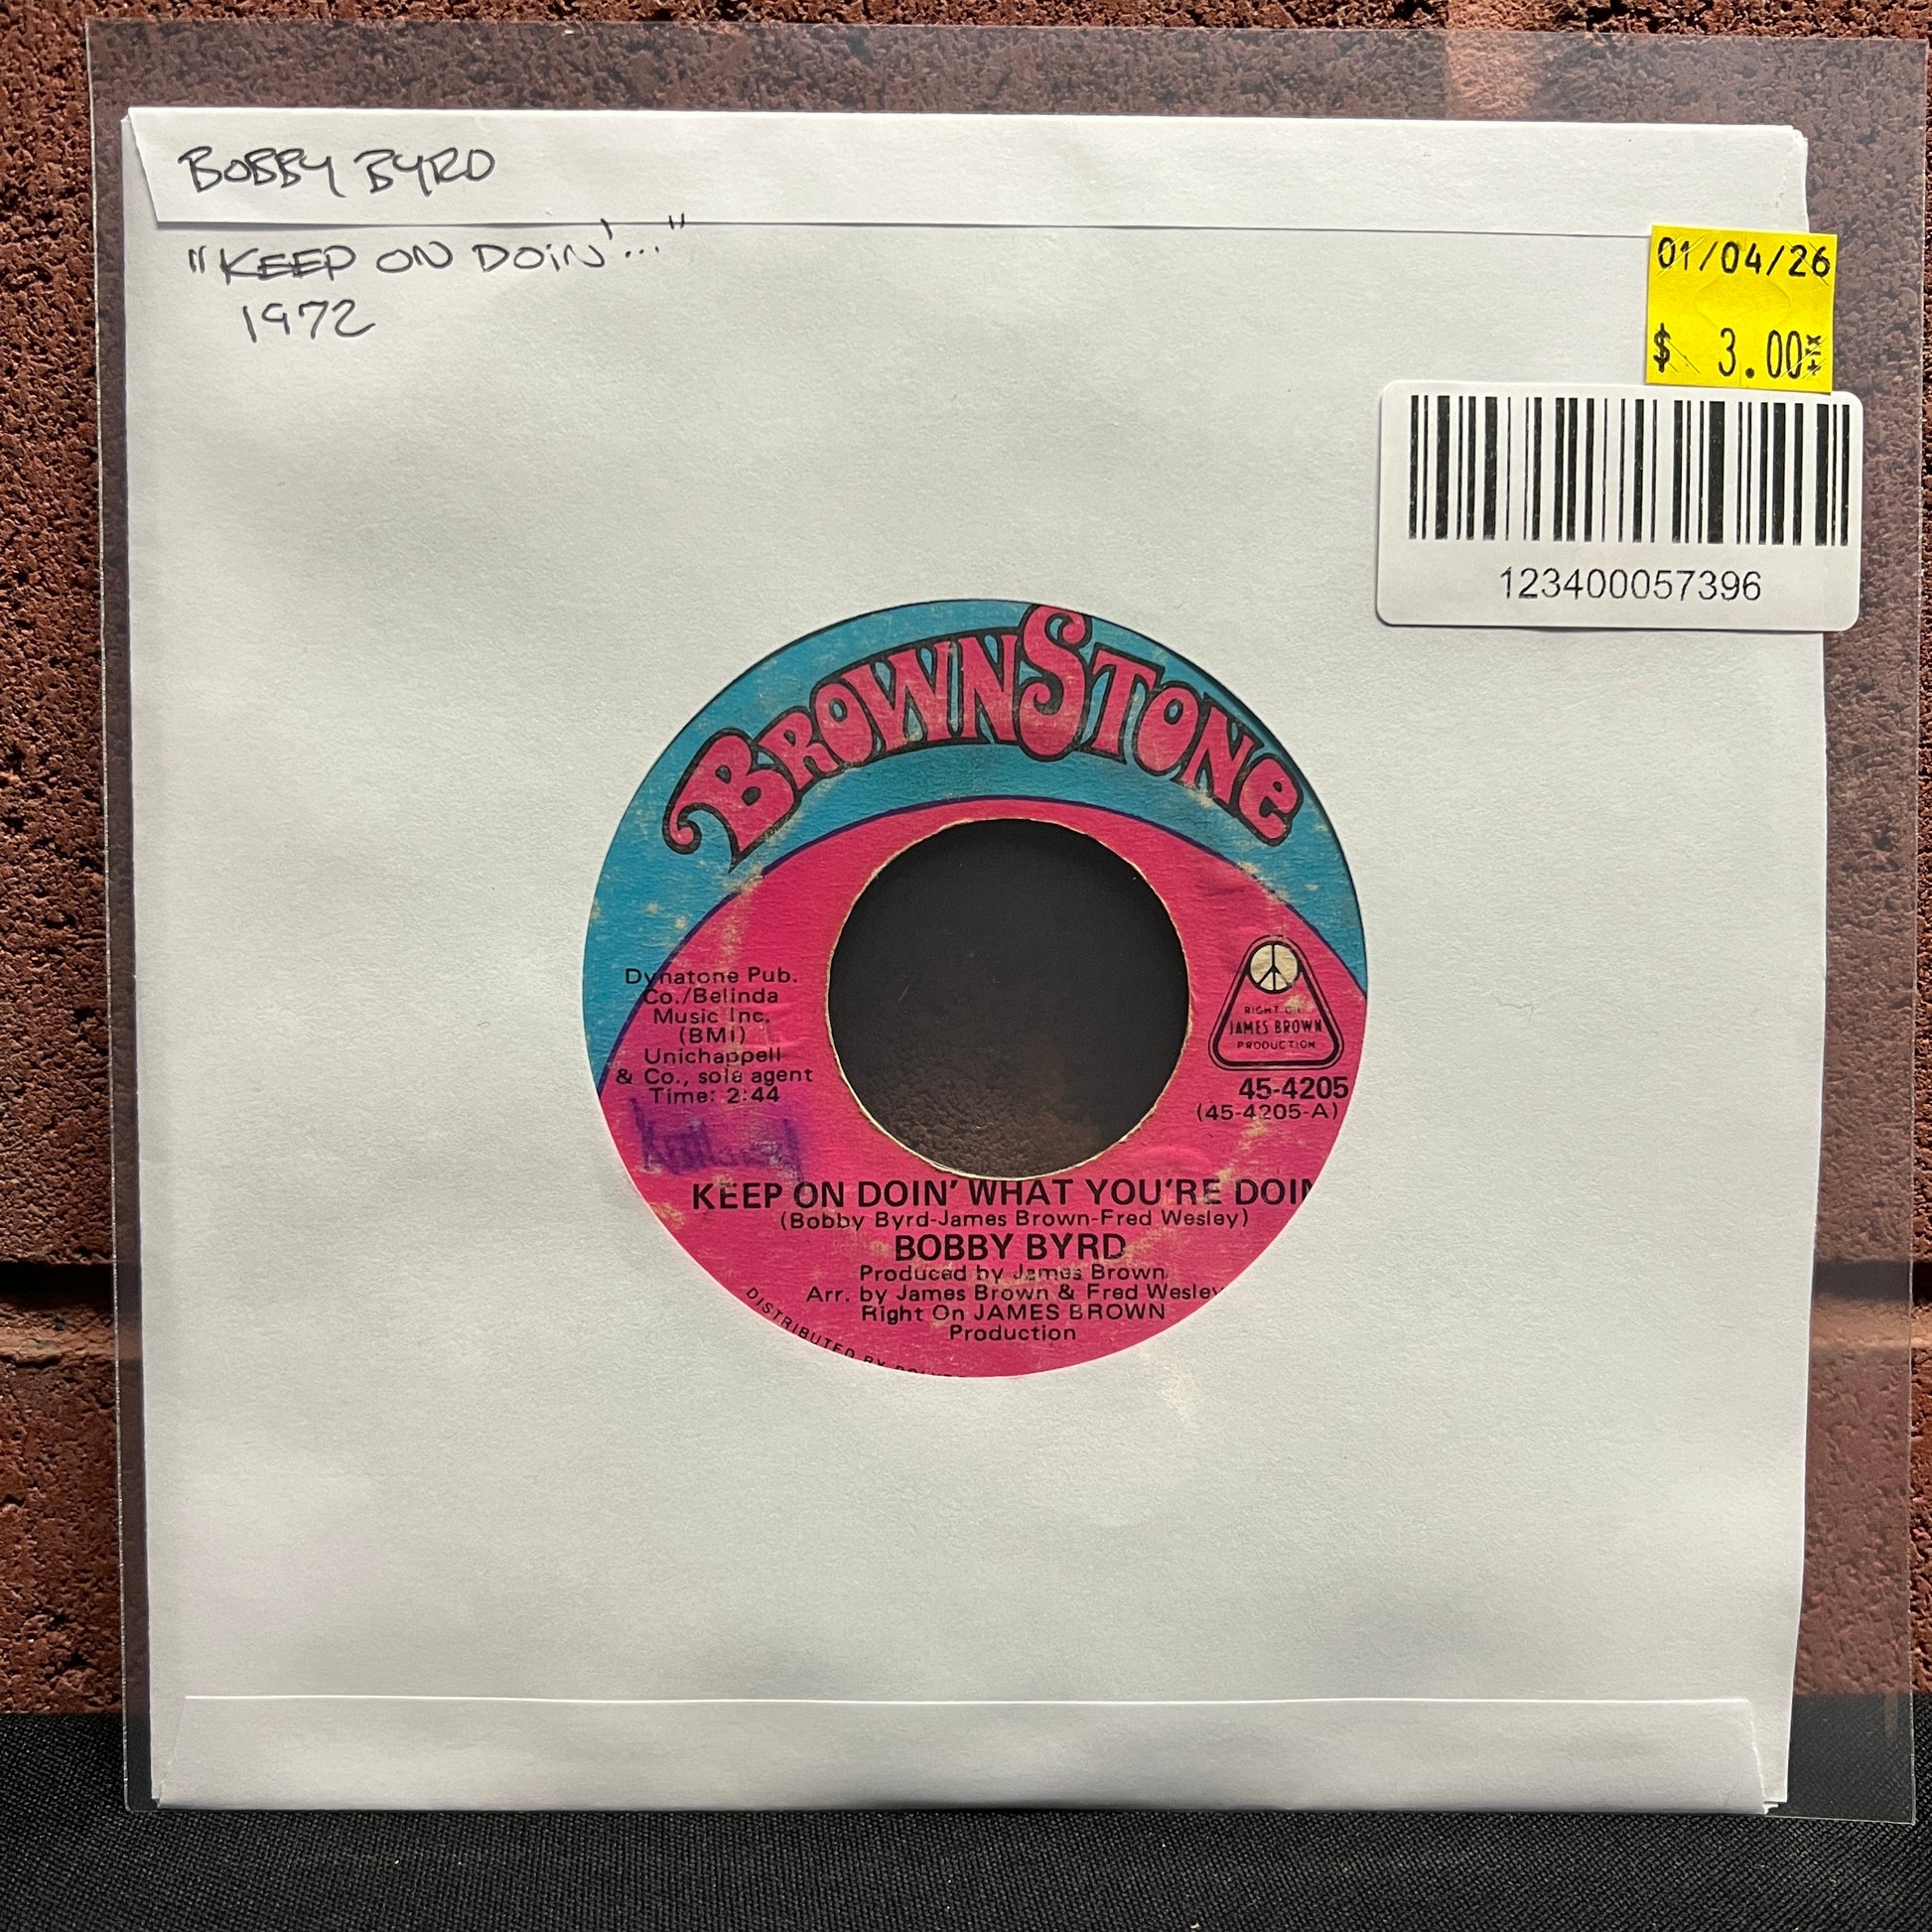 BOBBY BYRD
"KEEP ON DOIN'..."
1972
01/04/26
$ 3.00 +TX
123400057396
BROWNSTONE
Dynatone Pub.
Co./Belinda
Music Inc.
(BMI)
Unichappell
& Co., sole agent
Time: 2:44
RIGHT ON
JAMES BROWN
PRODUCTION
45-4205
(45-4205-A)
KEEP ON DOIN' WHAT YOU'RE DOIN
(Bobby Byrd-James Brown-Fred Wesley)
BOBBY BYRD
Produced by James Brown
Arr. by James Brown & Fred Wesley
Right On JAMES BROWN
Production
DISTRIBUTED BY